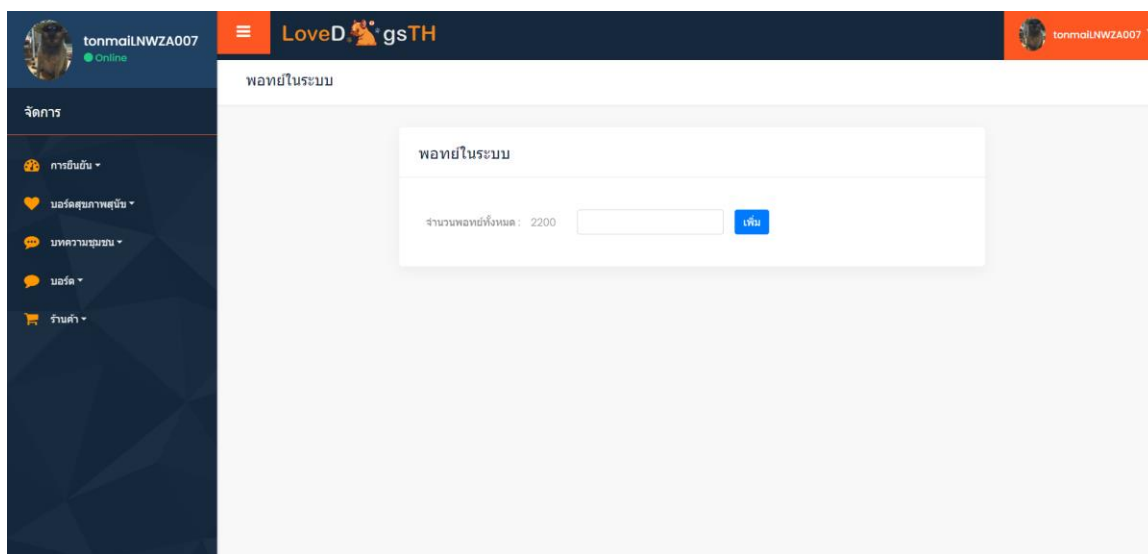 tonmaiLNWZA007
Online
LoveDogsTH
tonmaiLNWZA007
พอทย์ในระบบ
จัดการ
พอทย์ในระบบ
การยืนยัน
บอร์ดสุขภาพสุนัข
จำนวนพอทย์ทั้งหมด : 2200 เพิ่ม
บทความชุมชน
บอร์ด
ร้านค้า